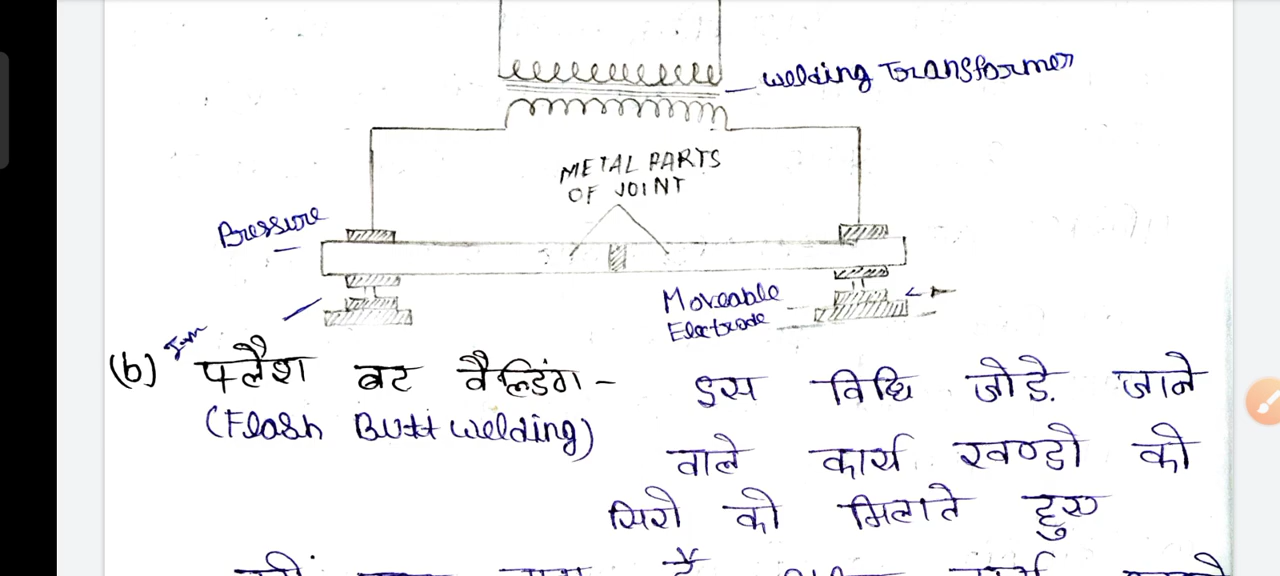 welding Transformer
METAL PARTS
OF JOINT
Pressure
Moveable
Electrode
(b) फ्लैश बट वैल्डिंग - इस विधि जोड़े जाने
(Flash Butt welding) वाले कार्य खण्डो को
सिरो को मिलाते हुए